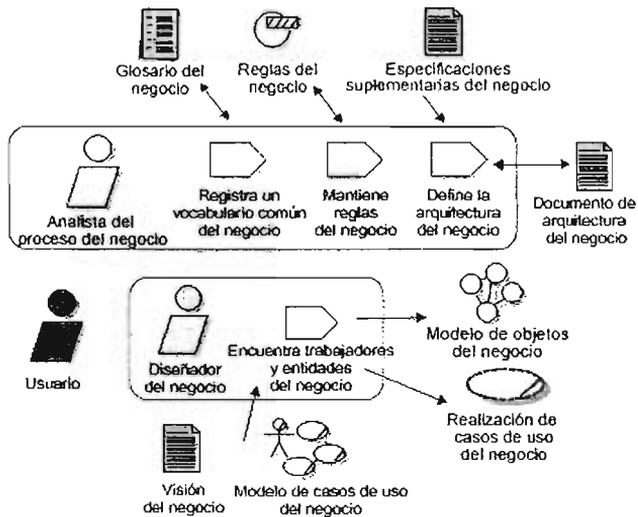 Glosario del
negocio
Reglas del
negocio
Especificaciones
suplementarias del negocio
Analista del
proceso del negocio
Registra un
vocabulario común
del negocio
Mantiene
reglas
del negocio
Define la
arquitectura
del negocio
Documento de
arquitectura
del negocio
Usuario
Diseñador
del negocio
Encuentra trabajadores
y entidades
del negocio
Modelo de objetos
del negocio
Realización de
casos de uso
del negocio
Visión
del negocio
Modelo de casos de uso
del negocio